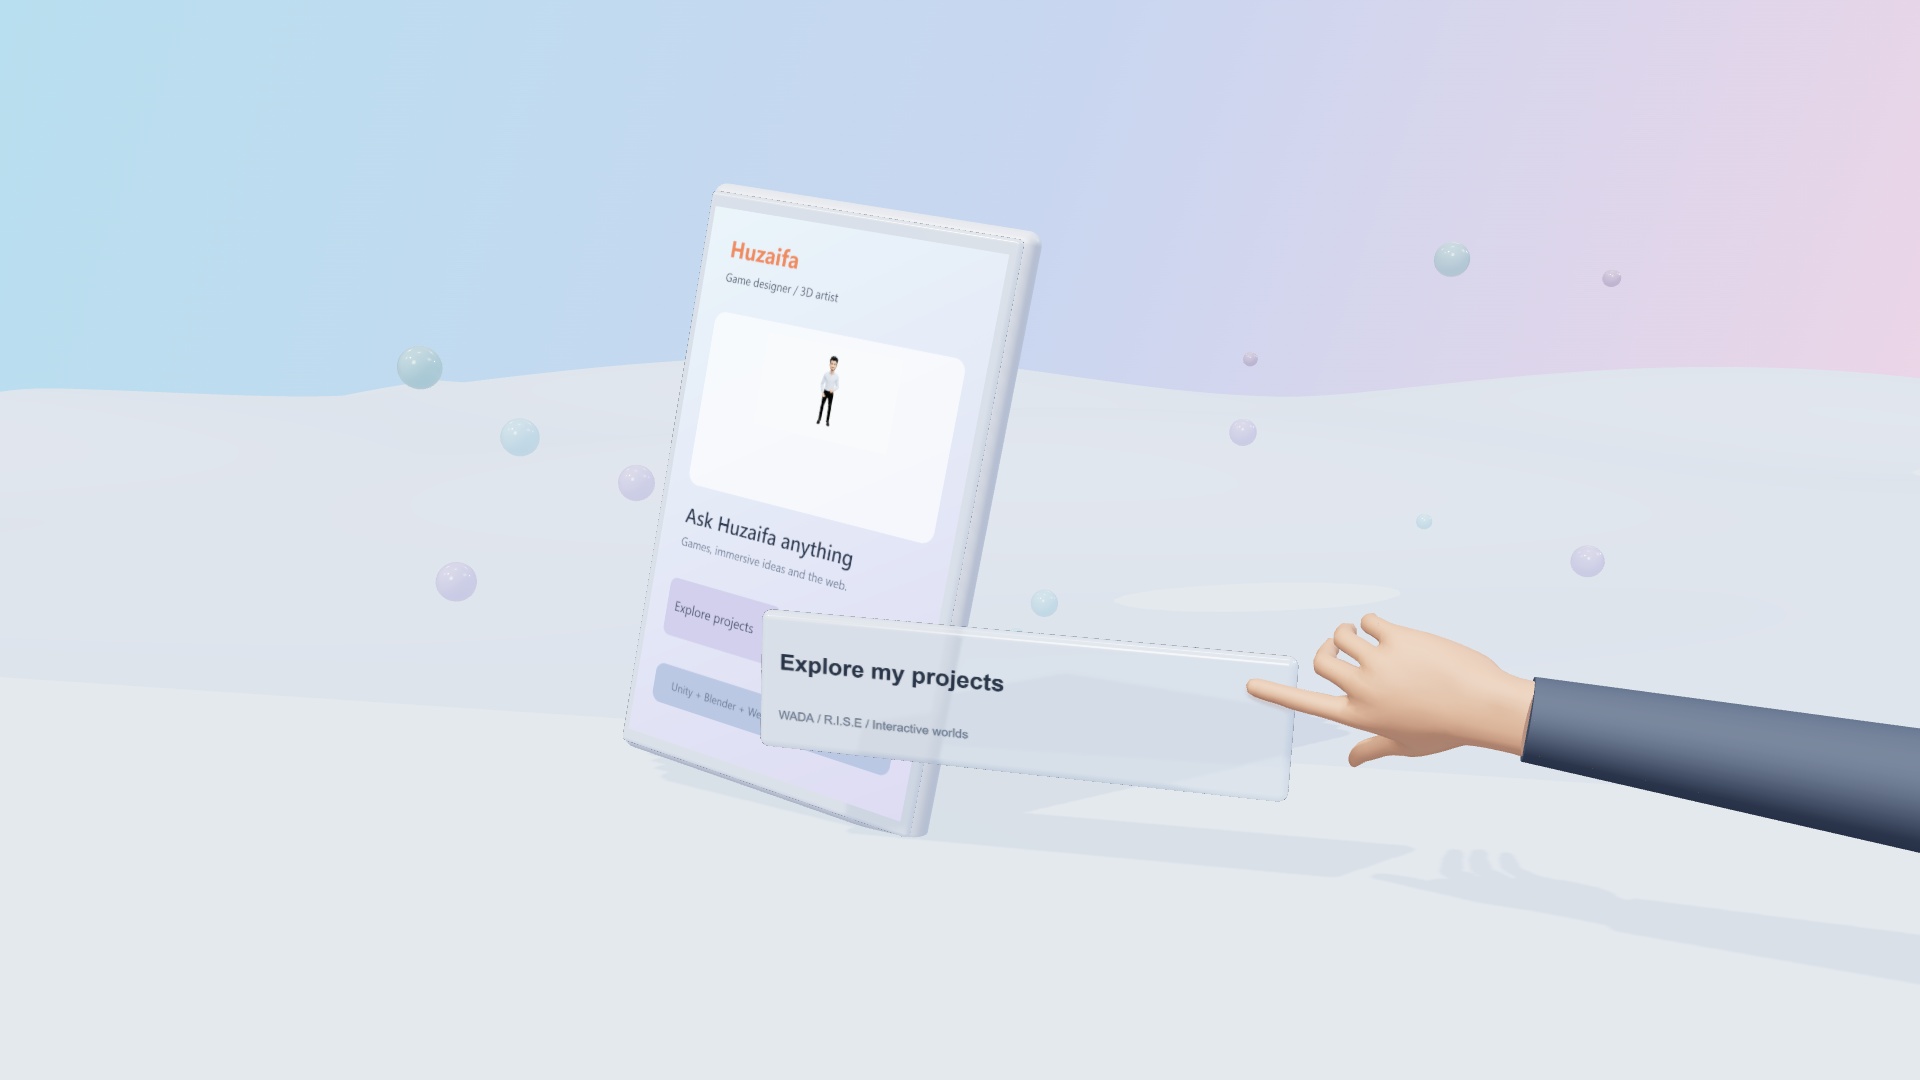 Huzaifa
Game designer / 3D artist
Ask Huzaifa anything
Games, immersive ideas and the web.
Explore projects
Unity + Blender +
Explore my projects
WADA / R.I.S.E / Interactive worlds